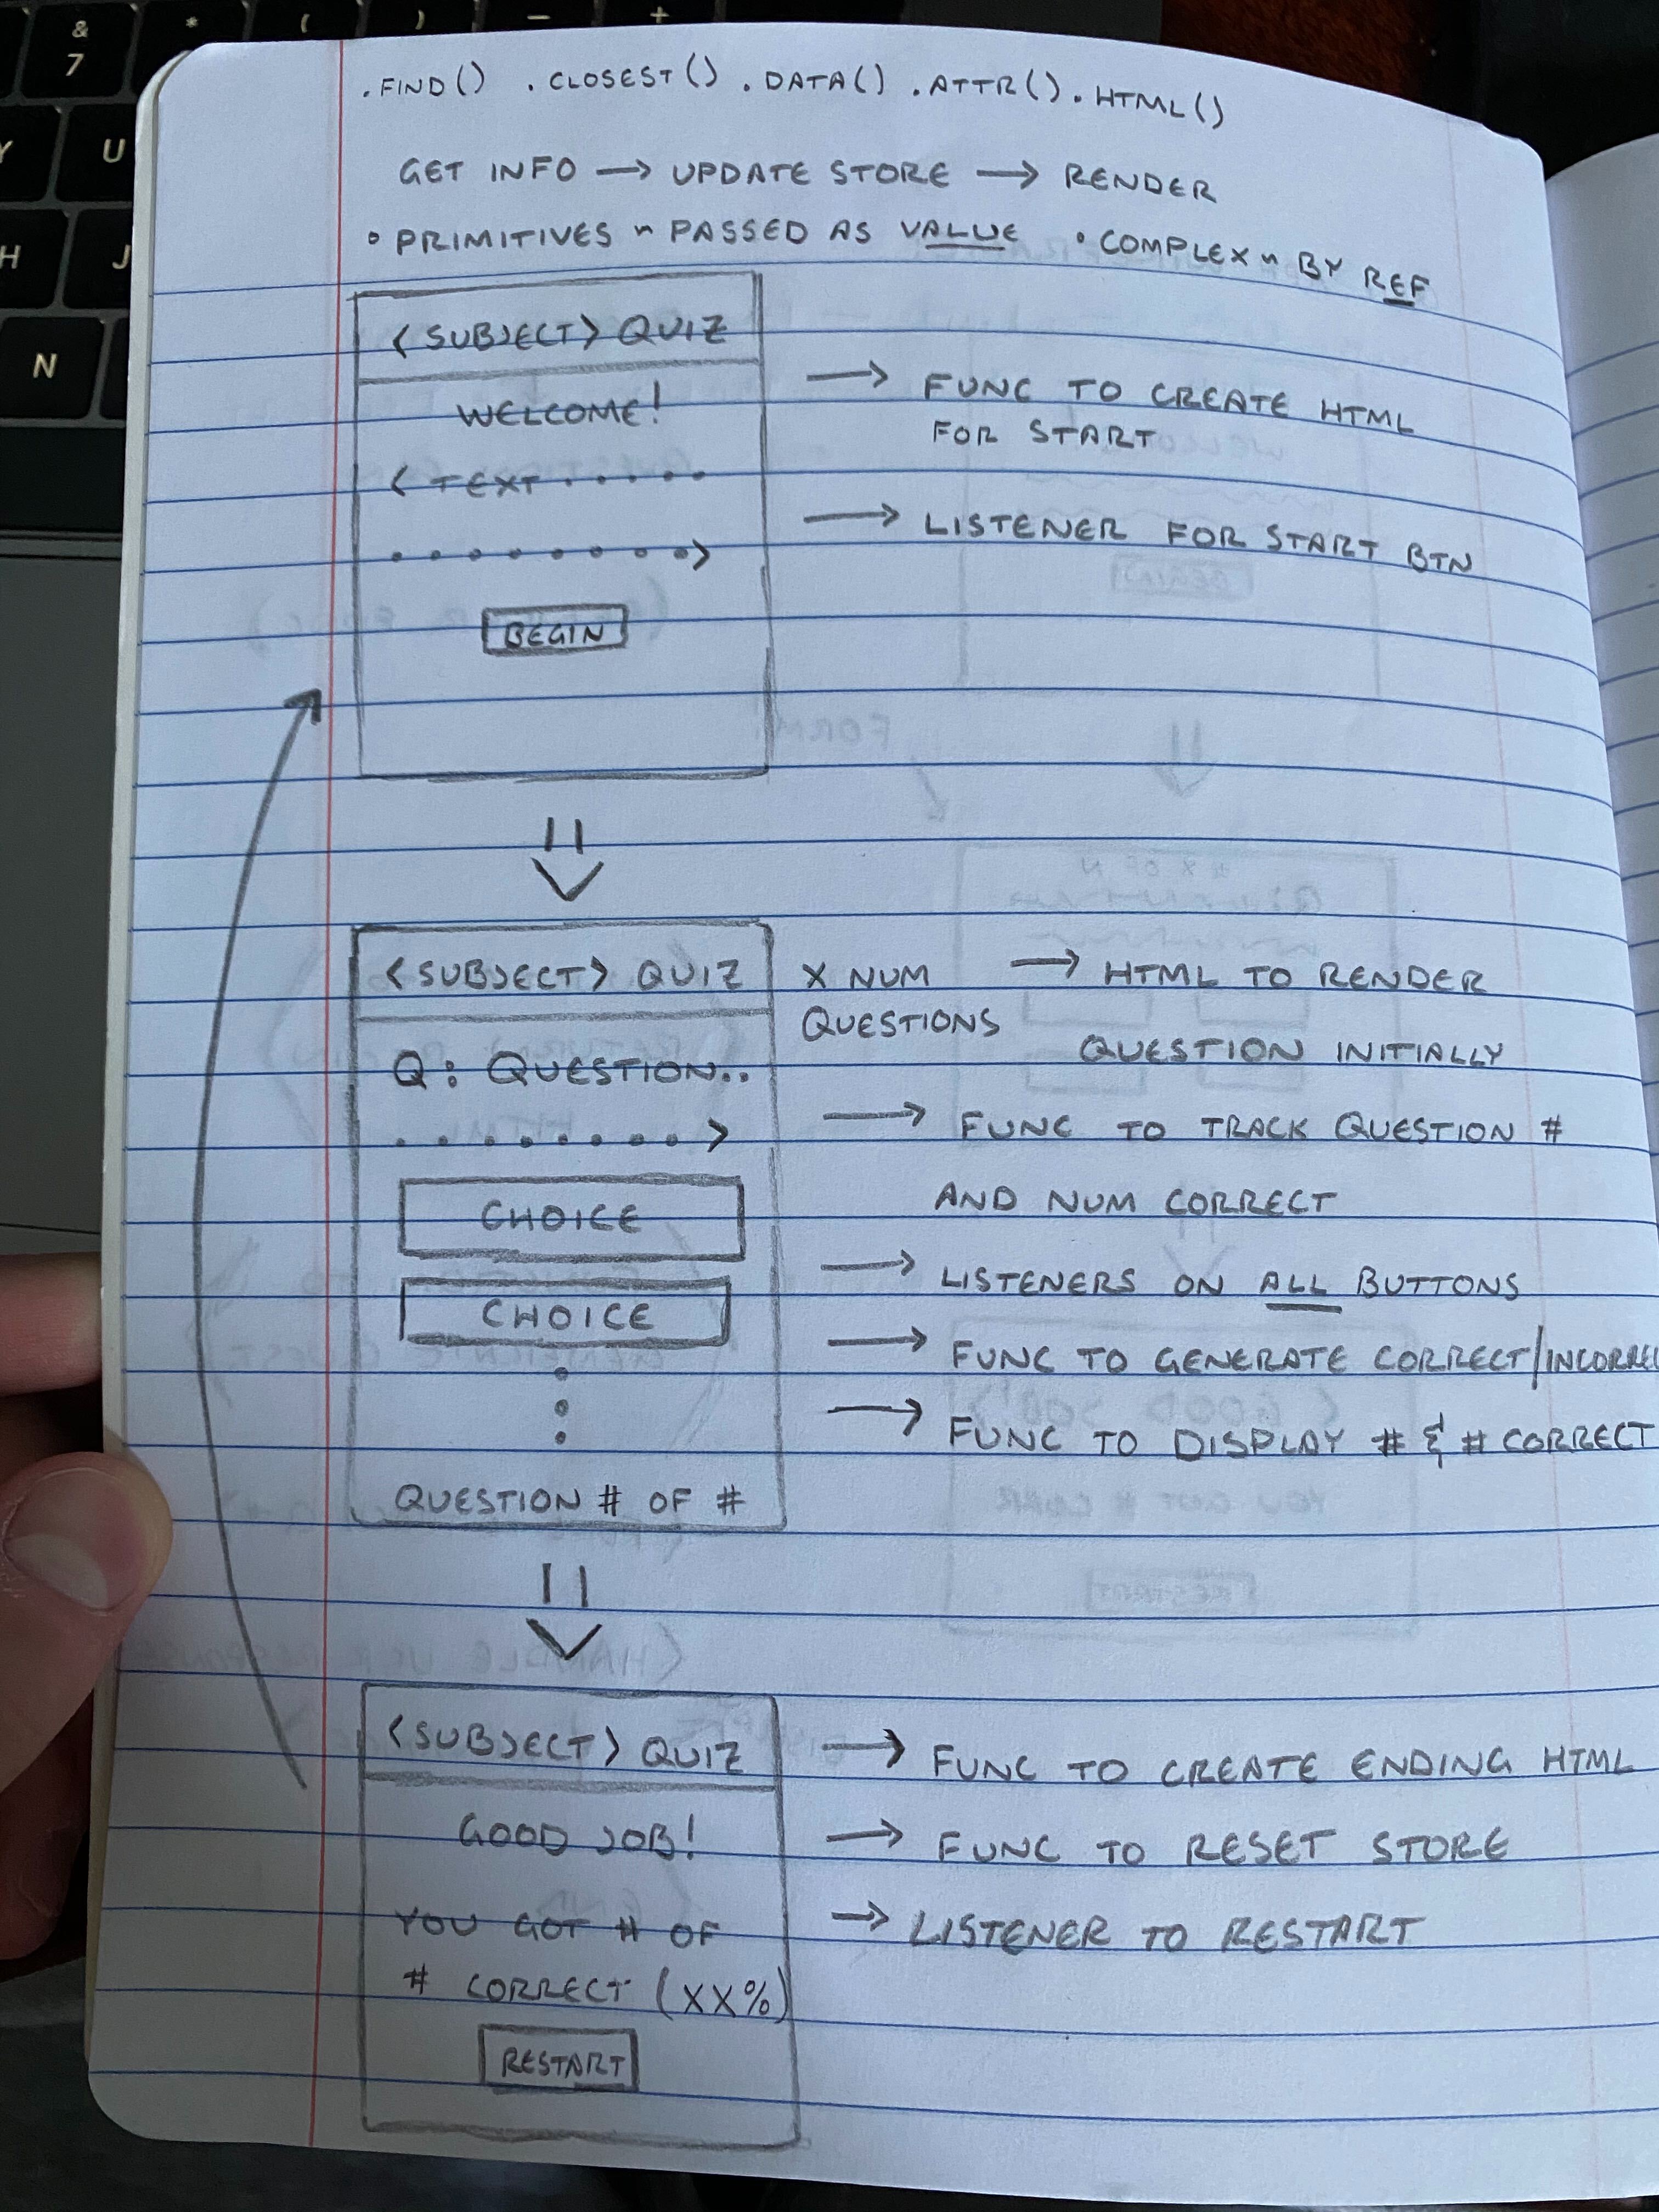 & * ( ) – +
7
Y U
H J
N
.FIND() .CLOSEST() .DATA() .ATTR() .HTML()
GET INFO → UPDATE STORE → RENDER
• PRIMITIVES ~ PASSED AS VALUE • COMPLEX ~ BY REF
<SUBJECT> QUIZ
WELCOME!
<TEXT . . . . .
. . . . . . . . >
BEGIN
→ FUNC TO CREATE HTML
FOR START
→ LISTENER FOR START BTN
<SUBJECT> QUIZ
Q: QUESTION..
. . . . . . . . >
CHOICE
CHOICE
QUESTION # OF #
X NUM
QUESTIONS
→ HTML TO RENDER
QUESTION INITIALLY
→ FUNC TO TRACK QUESTION #
AND NUM CORRECT
→ LISTENERS ON ALL BUTTONS
→ FUNC TO GENERATE CORRECT/INCORREC
→ FUNC TO DISPLAY # & # CORRECT
<SUBJECT> QUIZ
GOOD JOB!
YOU GOT # OF
# CORRECT (XX%)
RESTART
→ FUNC TO CREATE ENDING HTML
→ FUNC TO RESET STORE
→ LISTENER TO RESTART